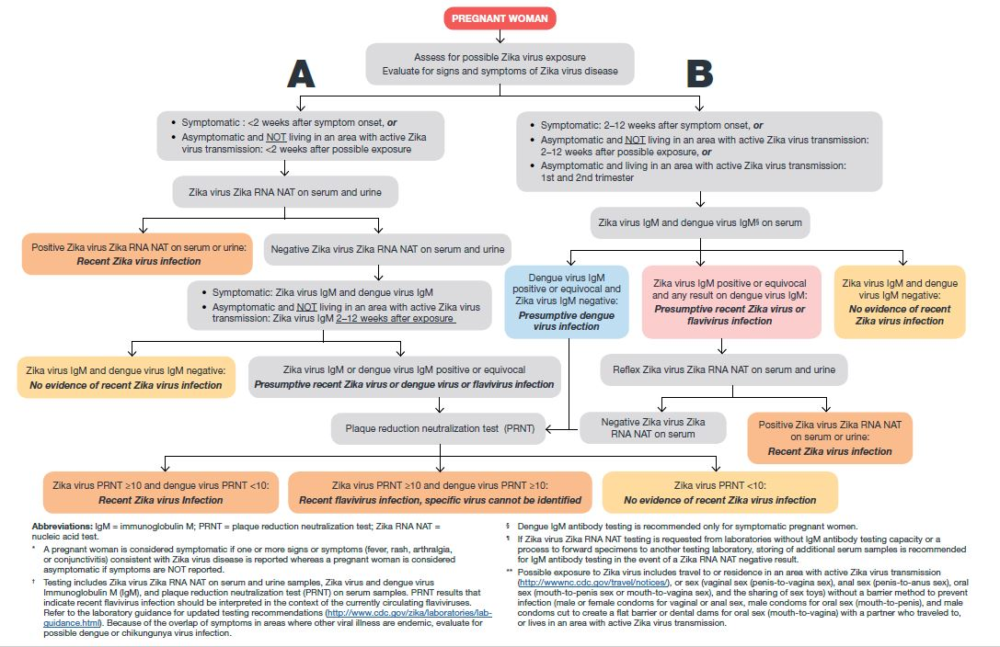 PREGNANT WOMAN
Assess for possible Zika virus exposure
Evaluate for signs and symptoms of Zika virus disease
A
B
• Symptomatic : <2 weeks after symptom onset, or
• Asymptomatic and NOT living in an area with active Zika
virus transmission: <2 weeks after possible exposure
• Symptomatic: 2–12 weeks after symptom onset, or
• Asymptomatic and NOT living in an area with active Zika virus transmission:
2–12 weeks after possible exposure, or
• Asymptomatic and living in an area with active Zika virus transmission:
1st and 2nd trimester
Zika virus Zika RNA NAT on serum and urine
Zika virus IgM and dengue virus IgM§ on serum
Positive Zika virus Zika RNA NAT on serum or urine:
Recent Zika virus infection
Negative Zika virus Zika RNA NAT on serum and urine
Dengue virus IgM
positive or equivocal and
Zika virus IgM negative:
Presumptive dengue
virus infection
Zika virus IgM positive or equivocal
and any result on dengue virus IgM:
Presumptive recent Zika virus or
flavivirus infection
Zika virus IgM and dengue
virus IgM negative:
No evidence of recent
Zika virus infection
• Symptomatic: Zika virus IgM and dengue virus IgM
• Asymptomatic and NOT living in an area with active Zika virus
transmission: Zika virus IgM 2–12 weeks after exposure
Zika virus IgM and dengue virus IgM negative:
No evidence of recent Zika virus infection
Zika virus IgM or dengue virus IgM positive or equivocal
Presumptive recent Zika virus or dengue virus or flavivirus infection
Reflex Zika virus Zika RNA NAT on serum and urine
Plaque reduction neutralization test (PRNT)
Negative Zika virus Zika
RNA NAT on serum
Positive Zika virus Zika RNA NAT
on serum or urine:
Recent Zika virus infection
Zika virus PRNT ≥10 and dengue virus PRNT <10:
Recent Zika virus Infection
Zika virus PRNT ≥10 and dengue virus PRNT ≥10:
Recent flavivirus infection, specific virus cannot be identified
Zika virus PRNT <10:
No evidence of recent Zika virus infection
Abbreviations: IgM = immunoglobulin M; PRNT = plaque reduction neutralization test; Zika RNA NAT =
nucleic acid test.
* A pregnant woman is considered symptomatic if one or more signs or symptoms (fever, rash, arthralgia,
or conjunctivitis) consistent with Zika virus disease is reported whereas a pregnant woman is considered
asymptomatic if symptoms are NOT reported.
† Testing includes Zika virus Zika RNA NAT on serum and urine samples, Zika virus and dengue virus
Immunoglobulin M (IgM), and plaque reduction neutralization test (PRNT) on serum samples. PRNT results that
indicate recent flavivirus infection should be interpreted in the context of the currently circulating flaviviruses.
Refer to the laboratory guidance for updated testing recommendations (http://www.cdc.gov/zika/laboratories/lab-
guidance.html). Because of the overlap of symptoms in areas where other viral illness are endemic, evaluate for
possible dengue or chikungunya virus infection.
§ Dengue IgM antibody testing is recommended only for symptomatic pregnant women.
¶ If Zika virus Zika RNA NAT testing is requested from laboratories without IgM antibody testing capacity or a
process to forward specimens to another testing laboratory, storing of additional serum samples is recommended
for IgM antibody testing in the event of a Zika RNA NAT negative result.
** Possible exposure to Zika virus includes travel to or residence in an area with active Zika virus transmission
(http://wwwnc.cdc.gov/travel/notices/), or sex (vaginal sex (penis-to-vagina sex), anal sex (penis-to-anus sex), oral
sex (mouth-to-penis sex or mouth-to-vagina sex), and the sharing of sex toys) without a barrier method to prevent
infection (male or female condoms for vaginal or anal sex, male condoms for oral sex (mouth-to-penis), and male
condoms cut to create a flat barrier or dental dams for oral sex (mouth-to-vagina) with a partner who traveled to,
or lives in an area with active Zika virus transmission.